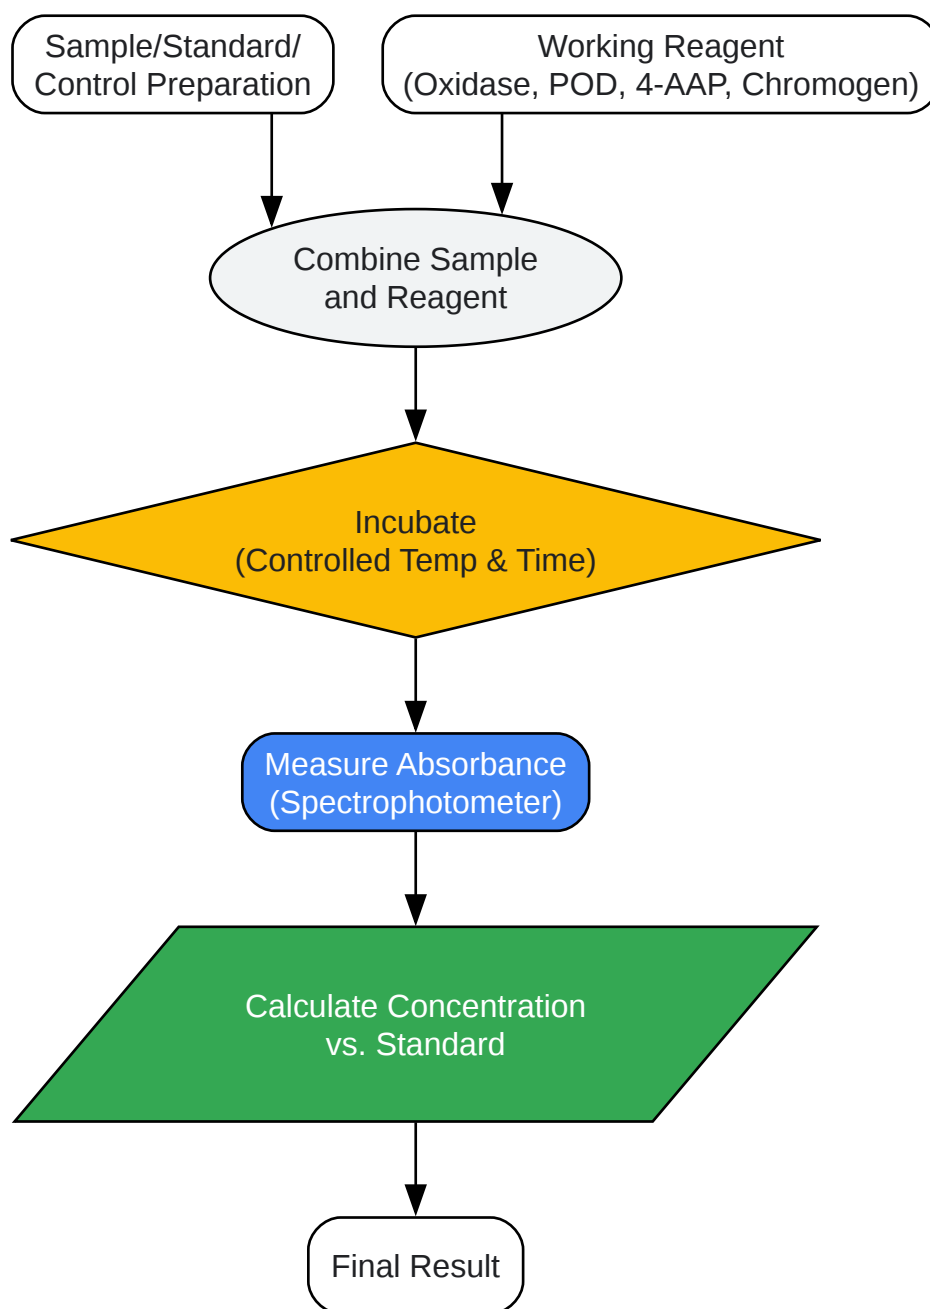 Sample/Standard/
Control Preparation
Working Reagent
(Oxidase, POD, 4-AAP, Chromogen)
Combine Sample
and Reagent
Incubate
(Controlled Temp & Time)
Measure Absorbance
(Spectrophotometer)
Calculate Concentration
vs. Standard
Final Result